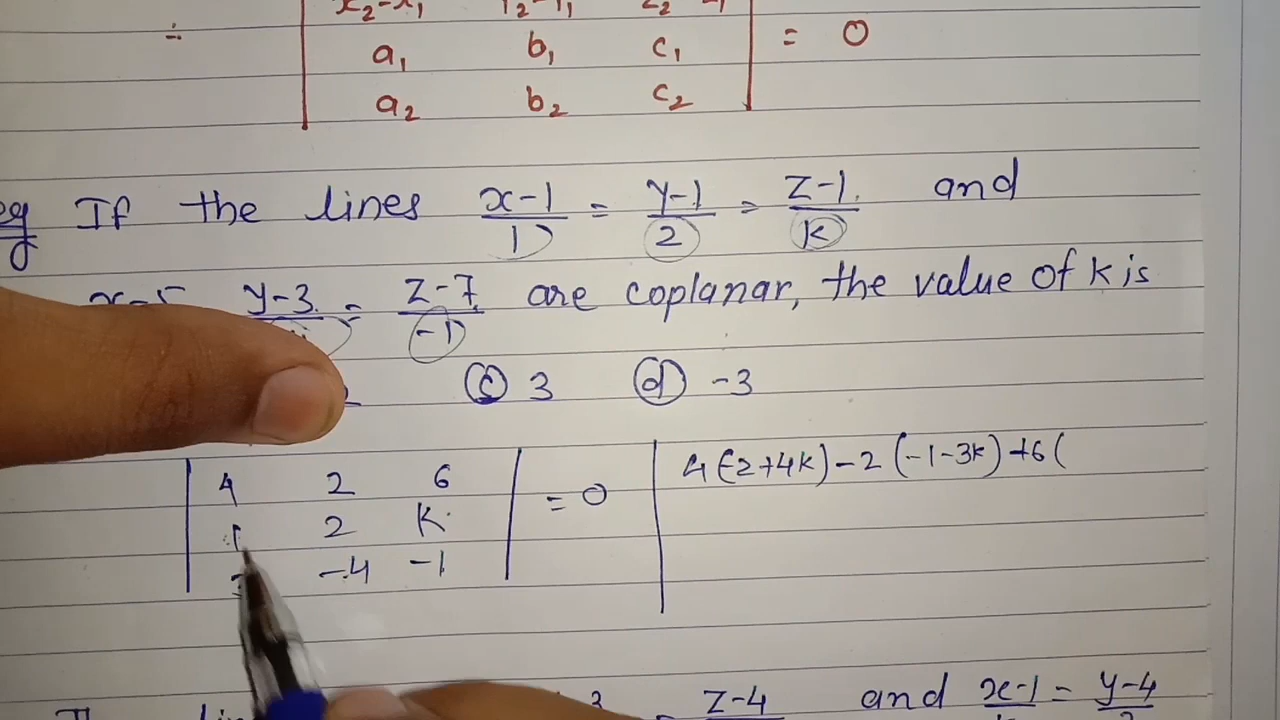 x₂-x₁ Y₂-Y₁
÷ a₁ b₁ c₁ = 0
a₂ b₂ c₂
eg If the lines x-1/1 = y-1/2 = z-1/k and
x-5 y-3/ = z-7/-1 are coplanar, the value of k is
(c) 3 (d) -3
4 2 6 = 0 4(-2+4k)-2(-1-3k)+6(
1 2 k
-4 -1
z-4 and x-1 = y-4